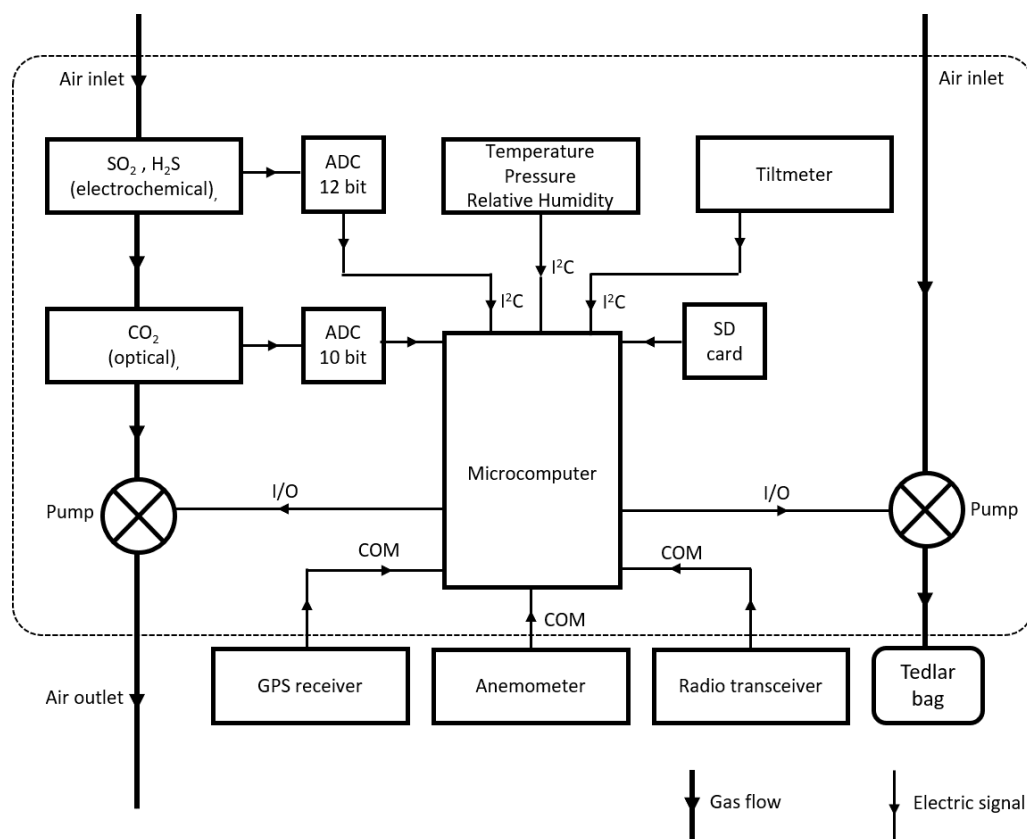 Air inlet
Air inlet
SO₂ , H₂S
(electrochemical),
ADC
12 bit
Temperature
Pressure
Relative Humidity
Tiltmeter
I²C
I²C
I²C
CO₂
(optical),
ADC
10 bit
SD
card
Microcomputer
Pump
I/O
I/O
Pump
COM
COM
COM
GPS receiver
Anemometer
Radio transceiver
Tedlar
bag
Air outlet
Gas flow
Electric signal